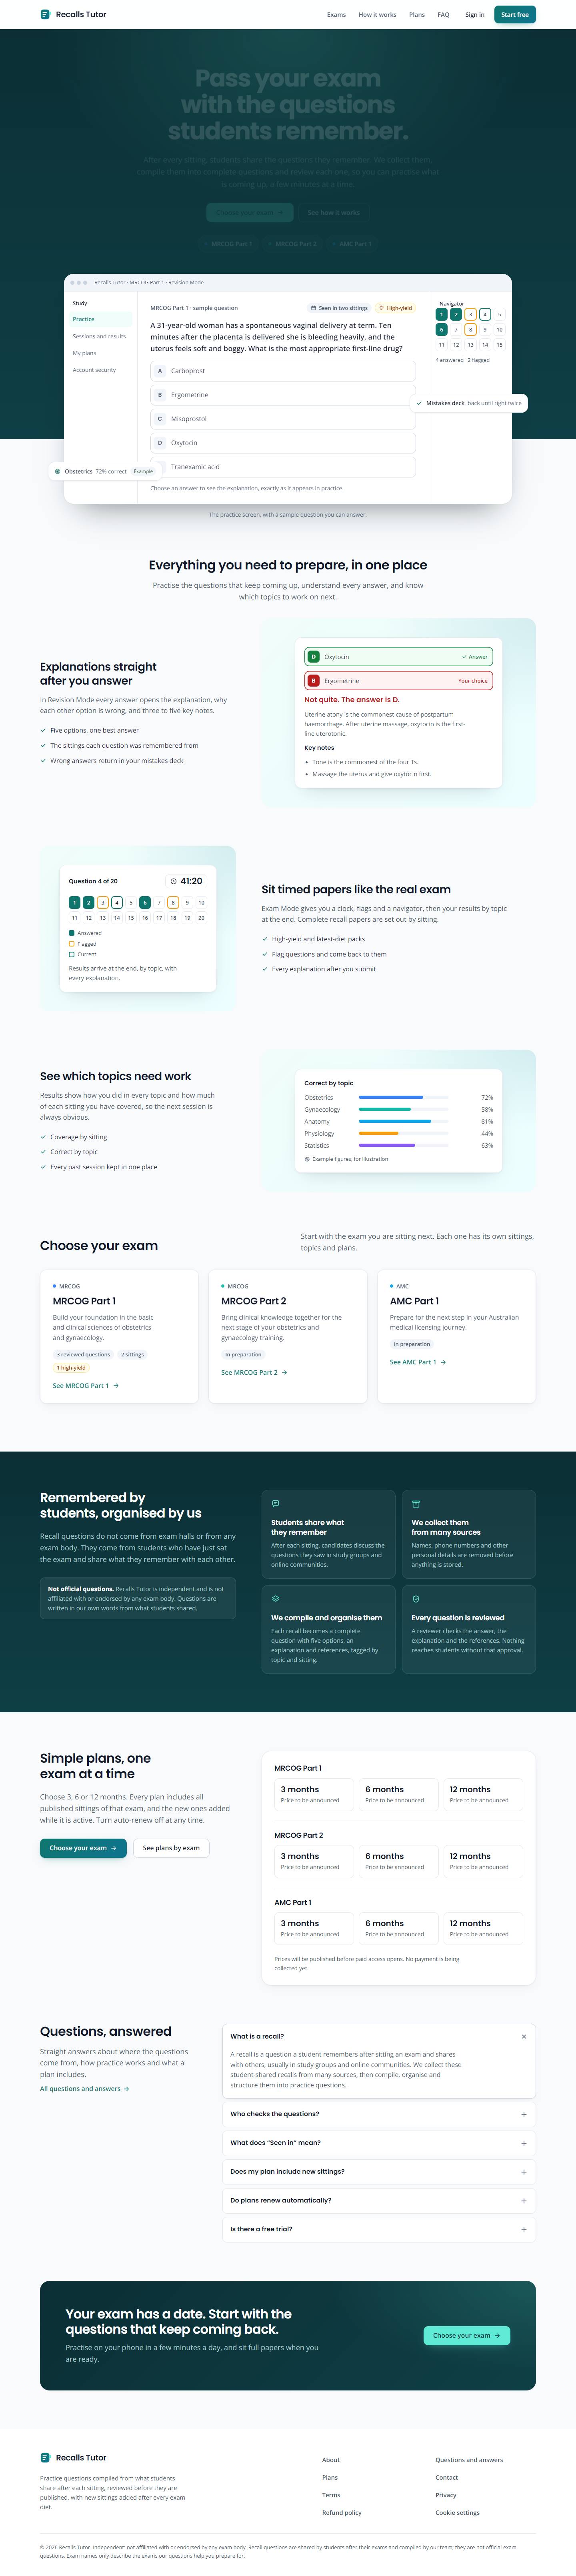 Recalls Tutor
Exams
How it works
Plans
FAQ
Sign in
Start free
Pass your exam
with the questions
students remember.
After every sitting, students share the questions they remember. We collect them,
compile them into complete questions and review each one, so you can practise what
is coming up, a few minutes at a time.
Choose your exam →
See how it works
MRCOG Part 1
MRCOG Part 2
AMC Part 1
Recalls Tutor · MRCOG Part 1 · Revision Mode
Study
Practice
Sessions and results
My plans
Account security
MRCOG Part 1 · sample question
Seen in two sittings
High-yield
A 31-year-old woman has a spontaneous vaginal delivery at term. Ten
minutes after the placenta is delivered she is bleeding heavily, and the
uterus feels soft and boggy. What is the most appropriate first-line drug?
A Carboprost
B Ergometrine
C Misoprostol
D Oxytocin
Tranexamic acid
Choose an answer to see the explanation, exactly as it appears in practice.
Navigator
1 2 3 4 5
6 7 8 9 10
11 12 13 14 15
4 answered · 2 flagged
Mistakes deck back until right twice
Obstetrics 72% correct Example
The practice screen, with a sample question you can answer.
Everything you need to prepare, in one place
Practise the questions that keep coming up, understand every answer, and know
which topics to work on next.
Explanations straight
after you answer
In Revision Mode every answer opens the explanation, why
each other option is wrong, and three to five key notes.
Five options, one best answer
The sittings each question was remembered from
Wrong answers return in your mistakes deck
D Oxytocin ✓ Answer
B Ergometrine Your choice
Not quite. The answer is D.
Uterine atony is the commonest cause of postpartum
haemorrhage. After uterine massage, oxytocin is the first-
line uterotonic.
Key notes
• Tone is the commonest of the four Ts.
• Massage the uterus and give oxytocin first.
Question 4 of 20
41:20
1 2 3 4 5 6 7 8 9 10
11 12 13 14 15 16 17 18 19 20
Answered
Flagged
Current
Results arrive at the end, by topic, with
every explanation.
Sit timed papers like the real exam
Exam Mode gives you a clock, flags and a navigator, then your results by topic
at the end. Complete recall papers are set out by sitting.
High-yield and latest-diet packs
Flag questions and come back to them
Every explanation after you submit
See which topics need work
Results show how you did in every topic and how much
of each sitting you have covered, so the next session is
always obvious.
Coverage by sitting
Correct by topic
Every past session kept in one place
Correct by topic
Obstetrics 72%
Gynaecology 58%
Anatomy 81%
Physiology 44%
Statistics 63%
Example figures, for illustration
Choose your exam
Start with the exam you are sitting next. Each one has its own sittings,
topics and plans.
MRCOG
MRCOG Part 1
Build your foundation in the basic
and clinical sciences of obstetrics
and gynaecology.
3 reviewed questions
2 sittings
1 high-yield
See MRCOG Part 1 →
MRCOG
MRCOG Part 2
Bring clinical knowledge together for the
next stage of your obstetrics and
gynaecology training.
In preparation
See MRCOG Part 2 →
AMC
AMC Part 1
Prepare for the next step in your Australian
medical licensing journey.
In preparation
See AMC Part 1 →
Remembered by
students, organised by us
Recall questions do not come from exam halls or from any
exam body. They come from students who have just sat
the exam and share what they remember with each other.
Not official questions. Recalls Tutor is independent and is not
affiliated with or endorsed by any exam body. Questions are
written in our own words from what students shared.
Students share what
they remember
After each sitting, candidates discuss the
questions they saw in study groups and
online communities.
We collect them
from many sources
Names, phone numbers and other
personal details are removed before
anything is stored.
We compile and organise them
Each recall becomes a complete
question with five options, an
explanation and references, tagged by
topic and sitting.
Every question is reviewed
A reviewer checks the answer, the
explanation and the references. Nothing
reaches students without that approval.
Simple plans, one
exam at a time
Choose 3, 6 or 12 months. Every plan includes all
published sittings of that exam, and the new ones added
while it is active. Turn auto-renew off at any time.
Choose your exam →
See plans by exam
MRCOG Part 1
3 months
Price to be announced
6 months
Price to be announced
12 months
Price to be announced
MRCOG Part 2
3 months
Price to be announced
6 months
Price to be announced
12 months
Price to be announced
AMC Part 1
3 months
Price to be announced
6 months
Price to be announced
12 months
Price to be announced
Prices will be published before paid access opens. No payment is being
collected yet.
Questions, answered
Straight answers about where the questions
come from, how practice works and what a
plan includes.
All questions and answers →
What is a recall?
A recall is a question a student remembers after sitting an exam and shares
with others, usually in study groups and online communities. We collect these
student-shared recalls from many sources, then compile, organise and
structure them into practice questions.
Who checks the questions?
What does “Seen in” mean?
Does my plan include new sittings?
Do plans renew automatically?
Is there a free trial?
Your exam has a date. Start with the
questions that keep coming back.
Practise on your phone in a few minutes a day, and sit full papers when you
are ready.
Choose your exam →
Recalls Tutor
Practice questions compiled from what students
share after each sitting, reviewed before they are
published, with new sittings added after every exam
diet.
About
Plans
Terms
Refund policy
Questions and answers
Contact
Privacy
Cookie settings
© 2026 Recalls Tutor. Independent: not affiliated with or endorsed by any exam body. Recall questions are shared by students after their exams and compiled by our team; they are not official exam
questions. Exam names only describe the exams our questions help you prepare for.